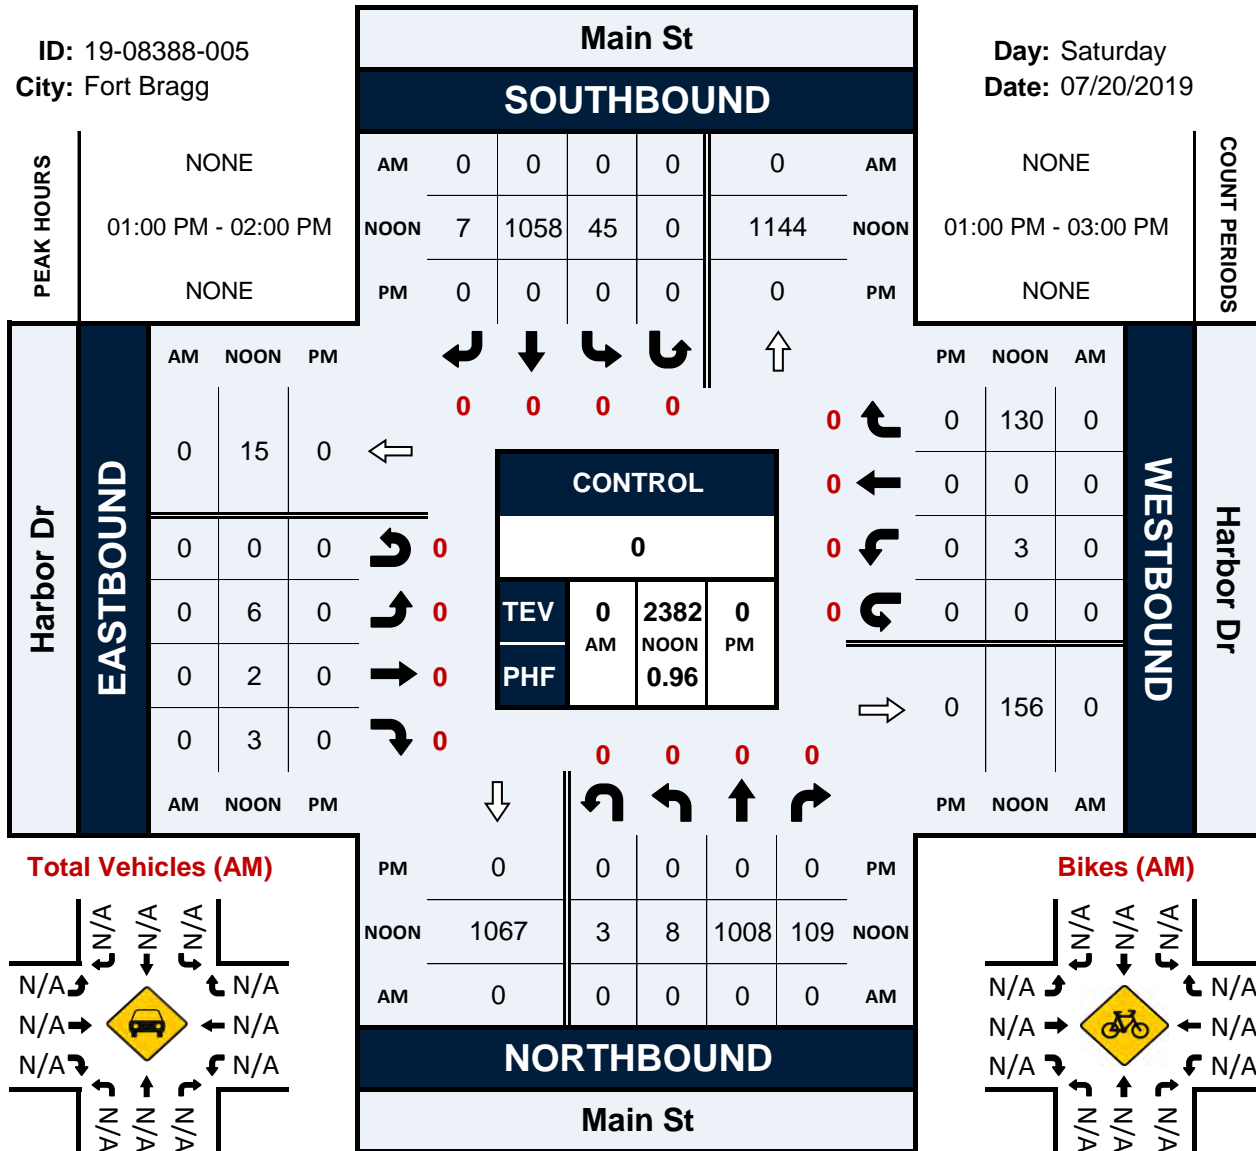 Main St
ID: 19-08388-005
Day: Saturday
City: Fort Bragg
Date: 07/20/2019
SOUTHBOUND
PEAK HOURS
NONE
AM 0 0 0 0 0 AM
NONE
COUNT PERIODS
01:00 PM - 02:00 PM
NOON 7 1058 45 0 1144 NOON
01:00 PM - 03:00 PM
NONE
PM 0 0 0 0 0 PM
NONE
AM NOON PM
PM NOON AM
0 0 0 0
0 0 130 0
0 15 0
0 0 0 0
CONTROL
0
0 0 3 0
0 0 0 0
0 0 0 0
0 6 0 0
0 2 0 0
0 3 0 0
TEV 0 2382 0
AM NOON PM
PHF 0.96
0 156 0
Harbor Dr
EASTBOUND
WESTBOUND
Harbor Dr
0 0 0 0
AM NOON PM
PM NOON AM
PM 0 0 0 0 0 PM
NOON 1067 3 8 1008 109 NOON
AM 0 0 0 0 0 AM
NORTHBOUND
Main St
Total Vehicles (AM)
N/A N/A N/A
N/A N/A
N/A N/A
N/A N/A
N/A N/A N/A
Bikes (AM)
N/A N/A N/A
N/A N/A
N/A N/A
N/A N/A
N/A N/A N/A